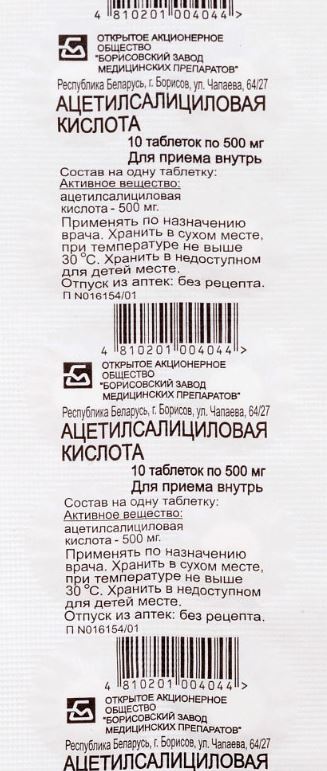 4 810201 004044 >
ОТКРЫТОЕ АКЦИОНЕРНОЕ
ОБЩЕСТВО
"БОРИСОВСКИЙ ЗАВОД
МЕДИЦИНСКИХ ПРЕПАРАТОВ"
Республика Беларусь, г. Борисов, ул. Чапаева, 64/27
АЦЕТИЛСАЛИЦИЛОВАЯ
КИСЛОТА
10 таблеток по 500 мг
Для приема внутрь
Состав на одну таблетку:
Активное вещество:
ацетилсалициловая
кислота - 500 мг.
Применять по назначению
врача. Хранить в сухом месте,
при температуре не выше
30 °С. Хранить в недоступном
для детей месте.
Отпуск из аптек: без рецепта.
П N016154/01
4 810201 004044 >
ОТКРЫТОЕ АКЦИОНЕРНОЕ
ОБЩЕСТВО
"БОРИСОВСКИЙ ЗАВОД
МЕДИЦИНСКИХ ПРЕПАРАТОВ"
Республика Беларусь, г. Борисов, ул. Чапаева, 64/27
АЦЕТИЛСАЛИЦИЛОВАЯ
КИСЛОТА
10 таблеток по 500 мг
Для приема внутрь
Состав на одну таблетку:
Активное вещество:
ацетилсалициловая
кислота - 500 мг.
Применять по назначению
врача. Хранить в сухом месте,
при температуре не выше
30 °С. Хранить в недоступном
для детей месте.
Отпуск из аптек: без рецепта.
П N016154/01
4 810201 004044 >
ОТКРЫТОЕ АКЦИОНЕРНОЕ
ОБЩЕСТВО
"БОРИСОВСКИЙ ЗАВОД
МЕДИЦИНСКИХ ПРЕПАРАТОВ"
Республика Беларусь, г. Борисов, ул. Чапаева, 64/27
АЦЕТИЛСАЛИЦИЛОВАЯ